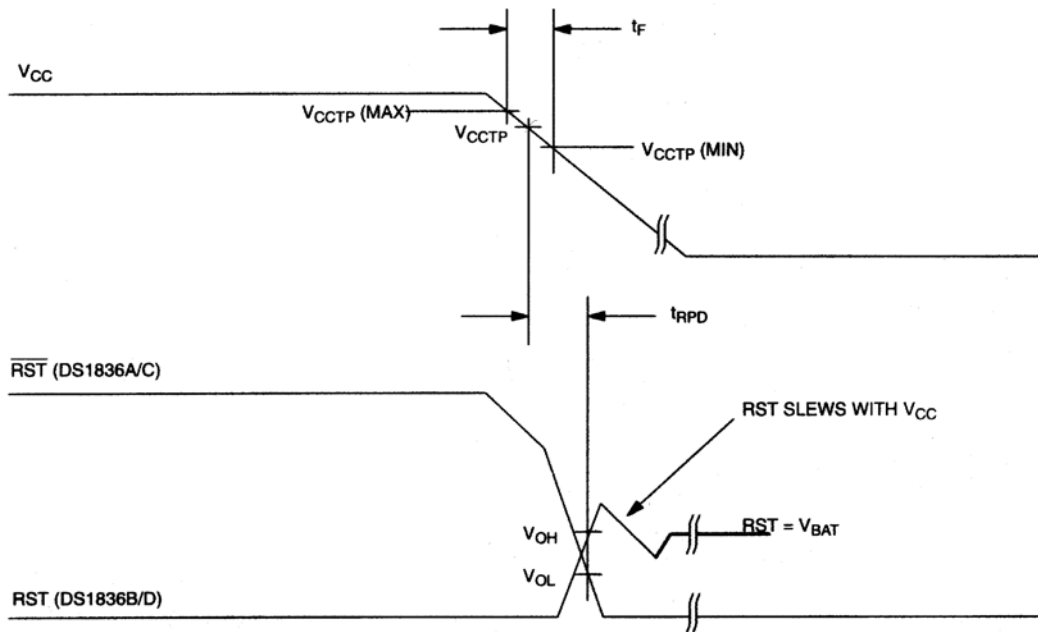 tF
VCC
VCCTP (MAX)
VCCTP
VCCTP (MIN)
tRPD
RST (DS1836A/C)
RST SLEWS WITH VCC
VOH
RST = VBAT
VOL
RST (DS1836B/D)